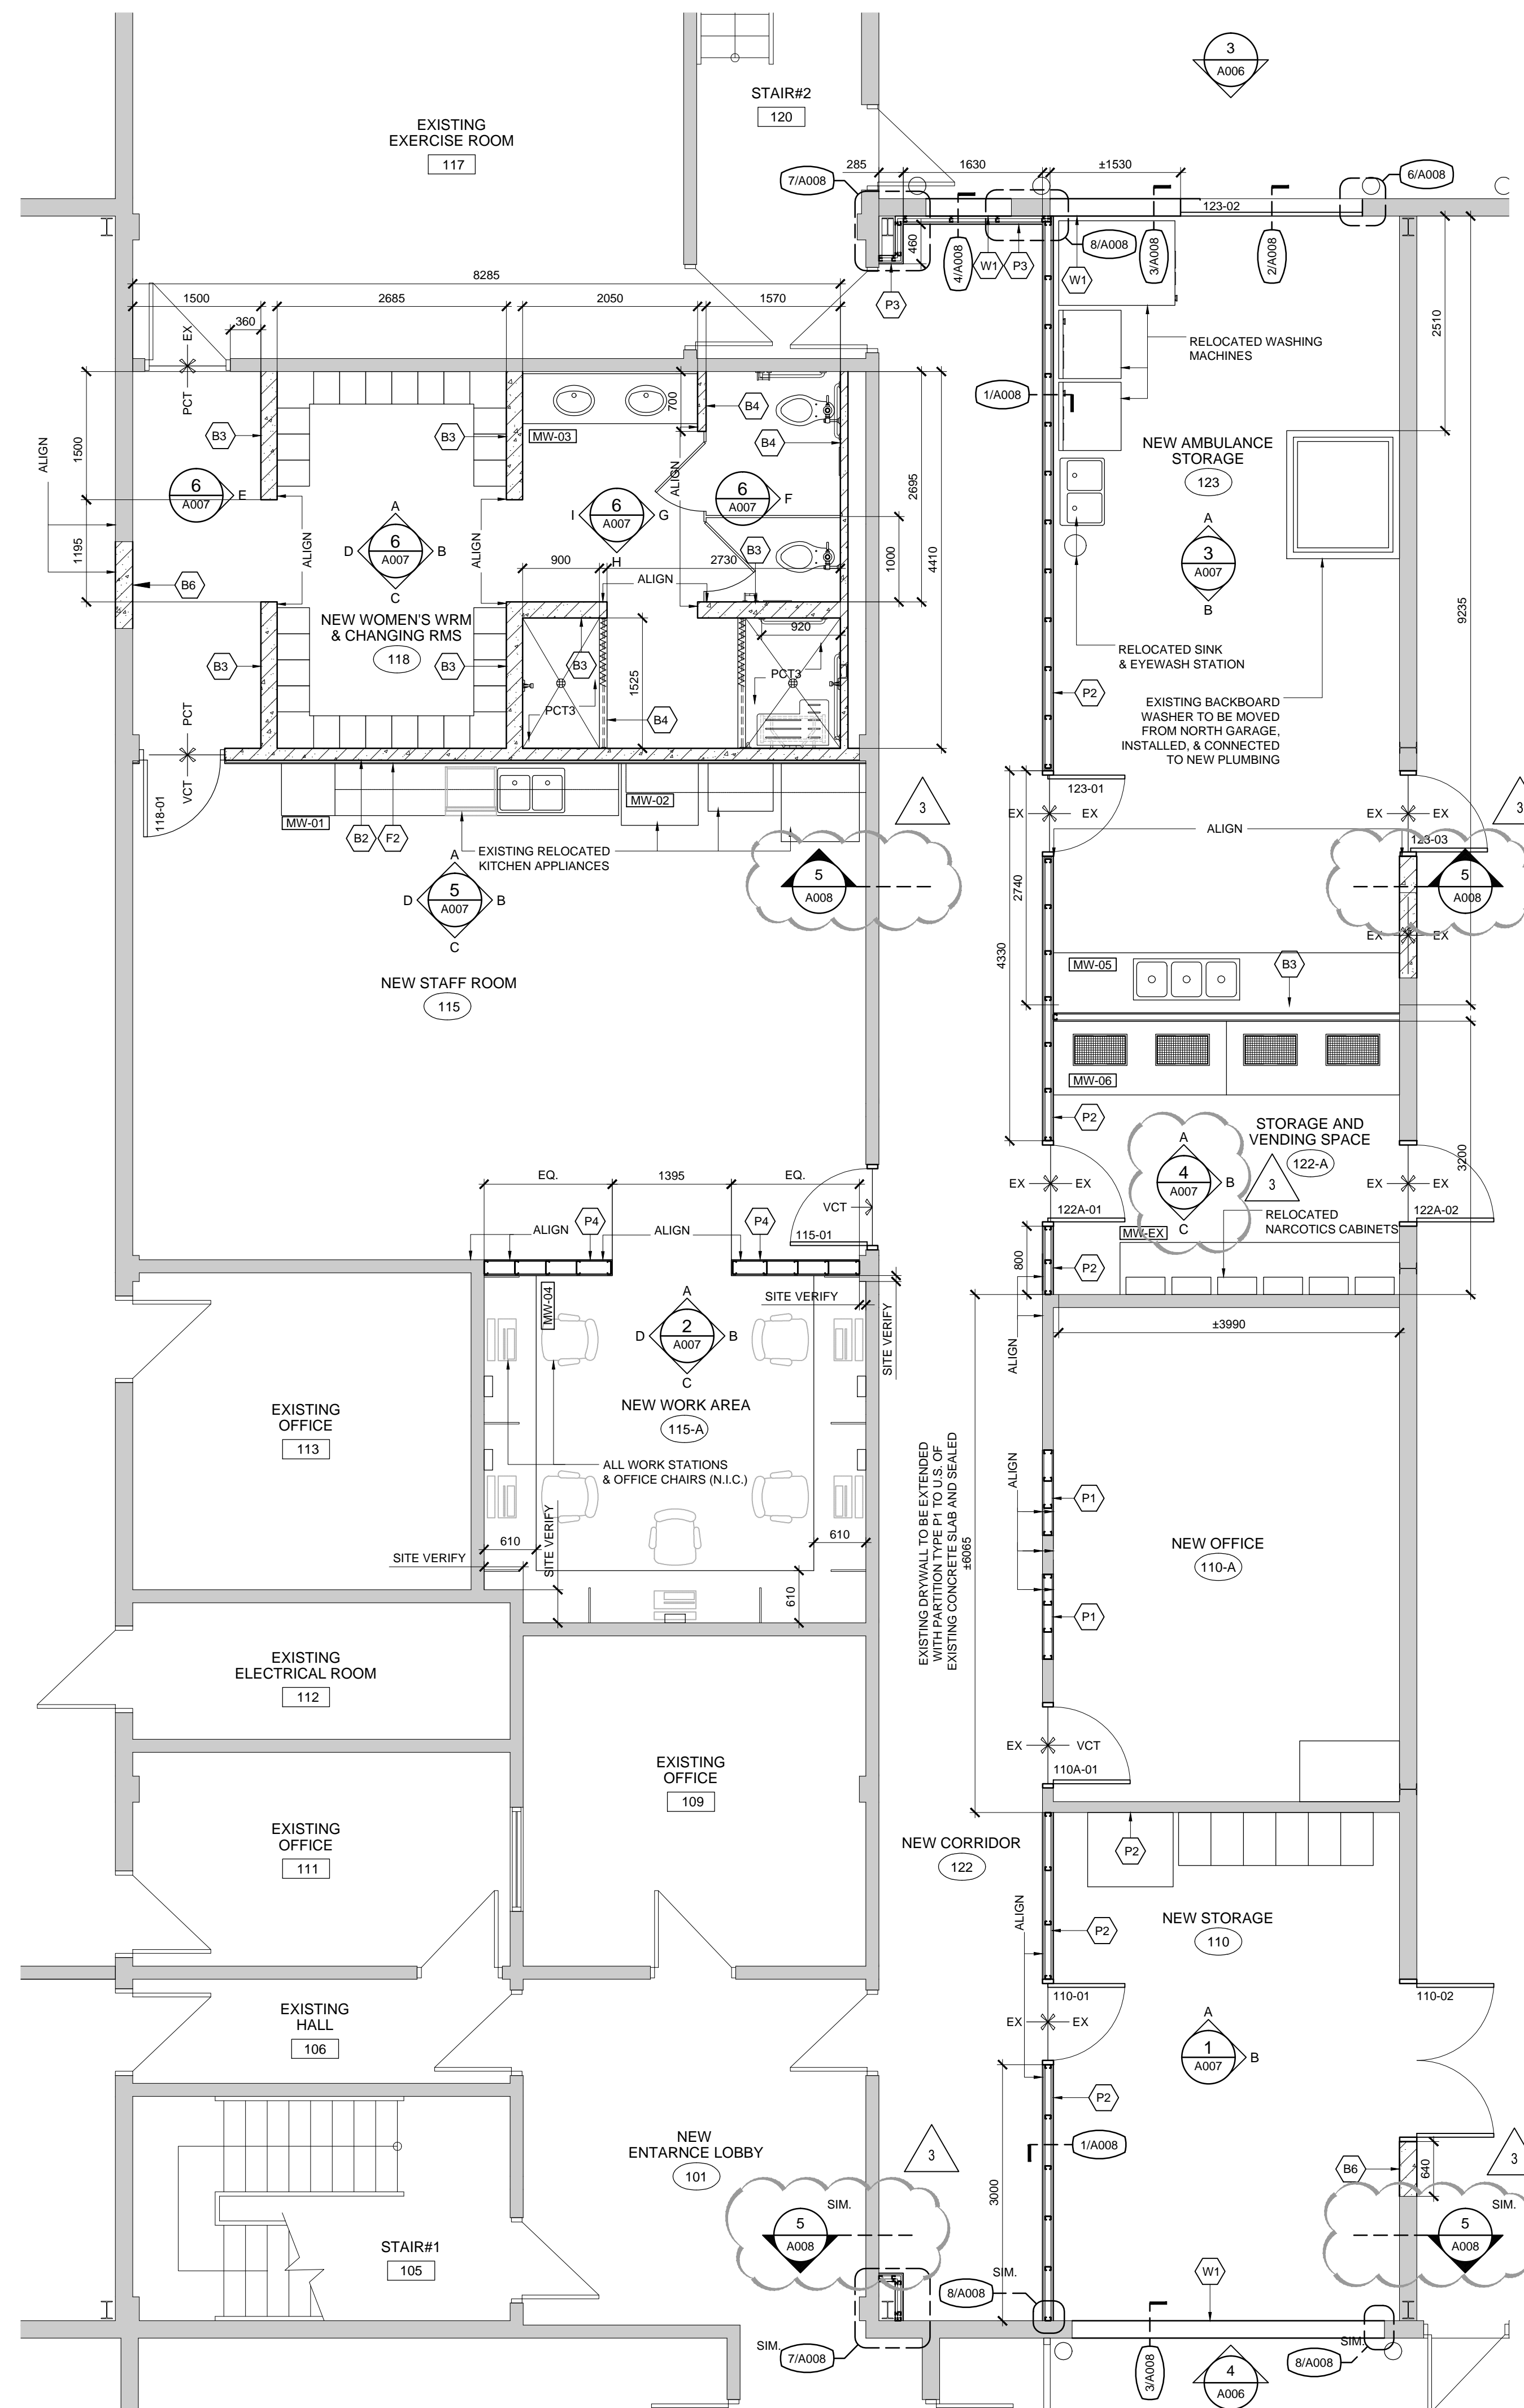 3
A006
STAIR#2
120
EXISTING
EXERCISE ROOM
117
285
1630
±1530
7/A008
6/A008
123-02
460
4/A008
W1
P3
8/A008
3/A008
W1
2/A008
P3
2510
9235
8285
1500
2685
2050
1570
360
EX
PCT
RELOCATED WASHING
MACHINES
1/A008
700
B4
B4
MW-03
B3
B3
1500
ALIGN
ALIGN
2695
4410
NEW AMBULANCE
STORAGE
123
6
A007
E
6
A007
F
I
6
A007
G
H
A
D
6
A007
B
C
ALIGN
ALIGN
1195
B6
900
2730
B3
1000
ALIGN
A
3
A007
B
NEW WOMEN'S WRM
& CHANGING RMS
118
920
B3
B3
B3
1525
PCT3
PCT3
B4
RELOCATED SINK
& EYEWASH STATION
P2
EXISTING BACKBOARD
WASHER TO BE MOVED
FROM NORTH GARAGE,
INSTALLED, & CONNECTED
TO NEW PLUMBING
PCT
VCT
118-01
MW-01
MW-02
B2
F2
EXISTING RELOCATED
KITCHEN APPLIANCES
3
123-01
EX
EX
EX
EX
3
ALIGN
123-03
5
A008
5
A008
A
D
5
A007
B
C
2740
4330
EX
EX
MW-05
B3
NEW STAFF ROOM
115
MW-06
P2
STORAGE AND
VENDING SPACE
122-A
3200
A
4
A007
B
C
3
EX
EX
EX
EX
122A-01
122A-02
RELOCATED
NARCOTICS CABINETS
MW-EX
EQ.
1395
EQ.
VCT
115-01
ALIGN
P4
ALIGN
P4
800
P2
MW-04
SITE VERIFY
SITE VERIFY
±3990
ALIGN
A
D
2
A007
B
C
NEW WORK AREA
115-A
EXISTING
OFFICE
113
ALL WORK STATIONS
& OFFICE CHAIRS (N.I.C.)
EXISTING DRYWALL TO BE EXTENDED
WITH PARTITION TYPE P1 TO U.S. OF
EXISTING CONCRETE SLAB AND SEALED
±6065
ALIGN
P1
NEW OFFICE
110-A
610
610
SITE VERIFY
SITE VERIFY
610
P1
EXISTING
ELECTRICAL ROOM
112
EX
VCT
110A-01
EXISTING
OFFICE
109
EXISTING
OFFICE
111
NEW CORRIDOR
122
P2
ALIGN
P2
NEW STORAGE
110
110-01
110-02
EX
EX
EXISTING
HALL
106
A
1
A007
B
P2
NEW
ENTARNCE LOBBY
101
3
1/A008
3
B6
640
3000
SIM.
5
A008
SIM.
5
A008
STAIR#1
105
SIM.
8/A008
W1
SIM.
7/A008
3/A008
4
A006
SIM.
8/A008